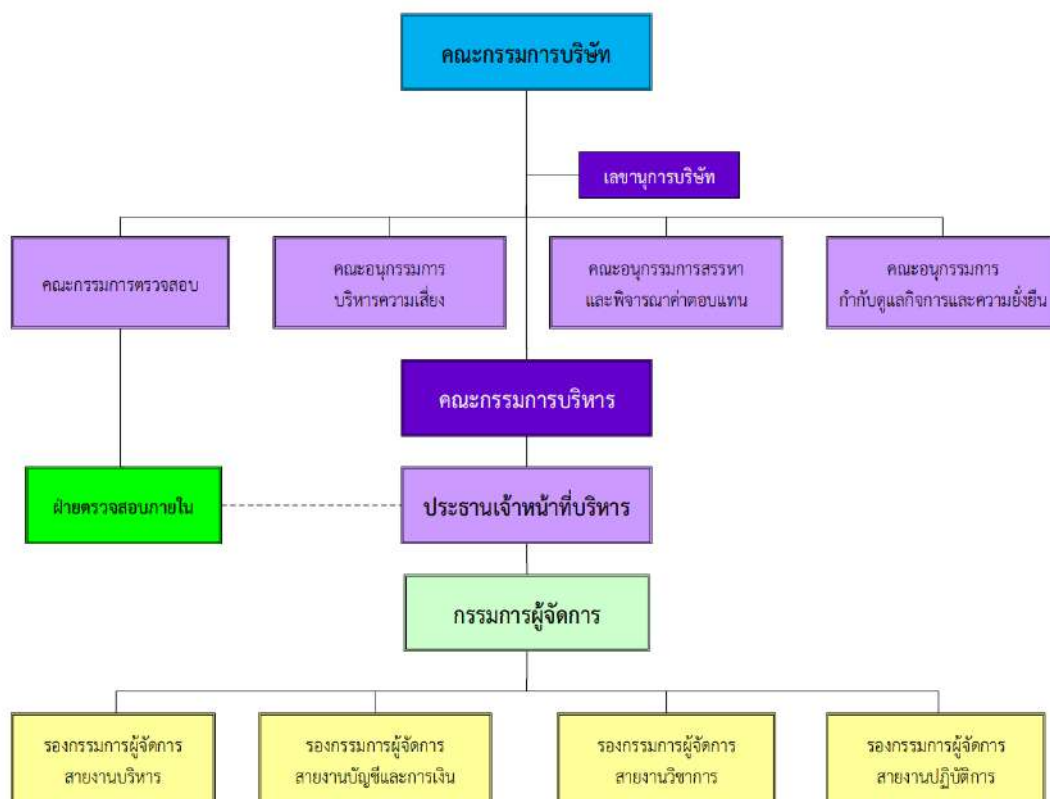 คณะกรรมการบริษัท
เลขานุการบริษัท
คณะกรรมการตรวจสอบ
คณะอนุกรรมการ
บริหารความเสี่ยง
คณะอนุกรรมการสรรหา
และพิจารณาค่าตอบแทน
คณะอนุกรรมการ
กำกับดูแลกิจการและความยั่งยืน
คณะกรรมการบริหาร
ฝ่ายตรวจสอบภายใน
ประธานเจ้าหน้าที่บริหาร
กรรมการผู้จัดการ
รองกรรมการผู้จัดการ
สายงานบริหาร
รองกรรมการผู้จัดการ
สายงานบัญชีและการเงิน
รองกรรมการผู้จัดการ
สายงานวิชาการ
รองกรรมการผู้จัดการ
สายงานปฏิบัติการ